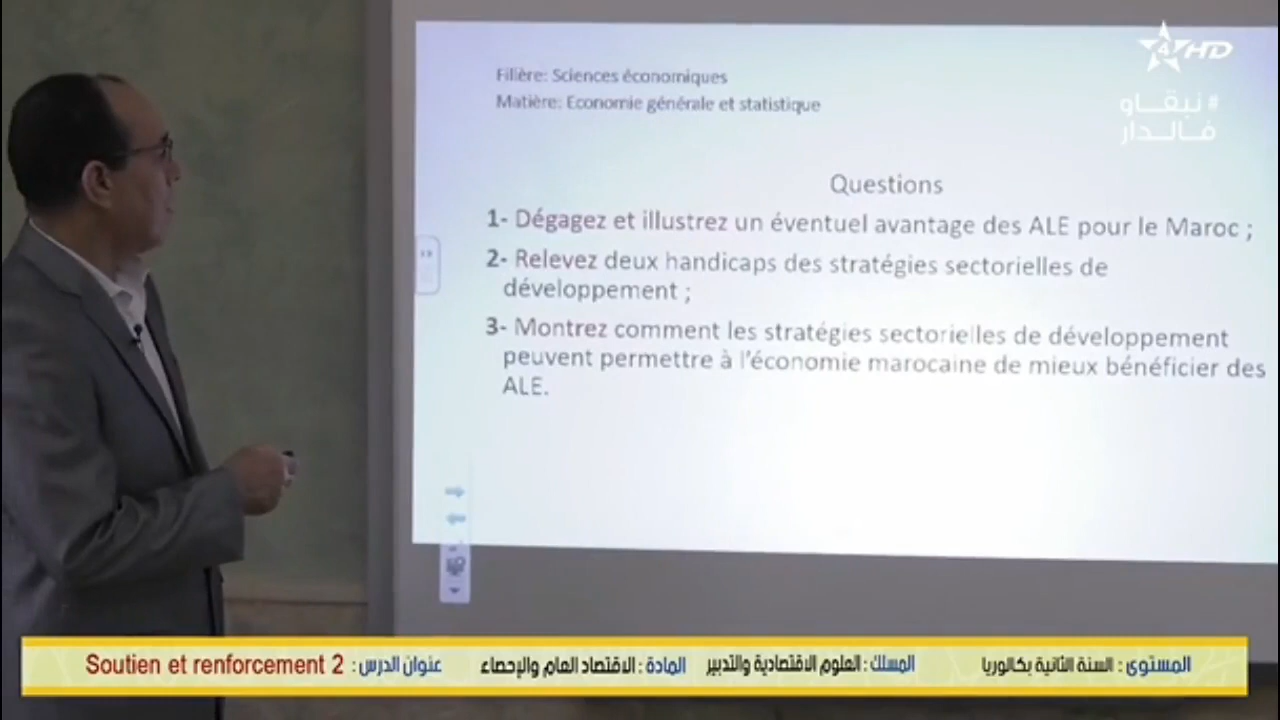 4 HD
# نبقاو
فالدار
Filière: Sciences économiques
Matière: Economie générale et statistique
Questions
1- Dégagez et illustrez un éventuel avantage des ALE pour le Maroc ;
2- Relevez deux handicaps des stratégies sectorielles de
développement ;
3- Montrez comment les stratégies sectorielles de développement
peuvent permettre à l'économie marocaine de mieux bénéficier des
ALE.
المستوى : السنة الثانية بكالوريا المسلك : العلوم الاقتصادية والتدبير المادة : الاقتصاد العام والإحصاء عنوان الدرس : Soutien et renforcement 2